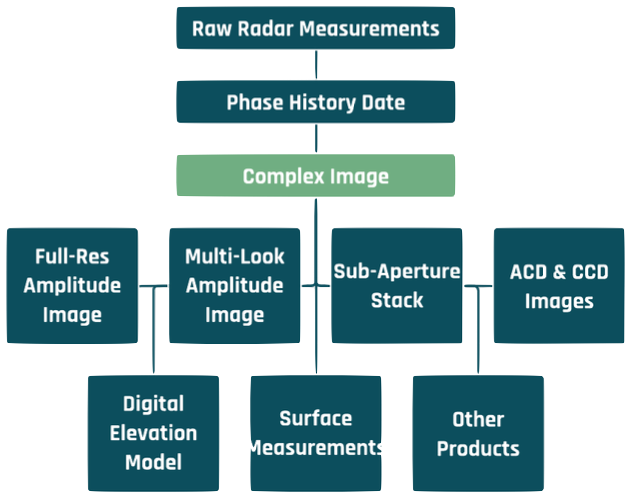 Raw Radar Measurements
Phase History Date
Complex Image
Full-Res
Amplitude
Image
Multi-Look
Amplitude
Image
Sub-Aperture
Stack
ACD & CCD
Images
Digital
Elevation
Model
Surface
Measurements
Other
Products